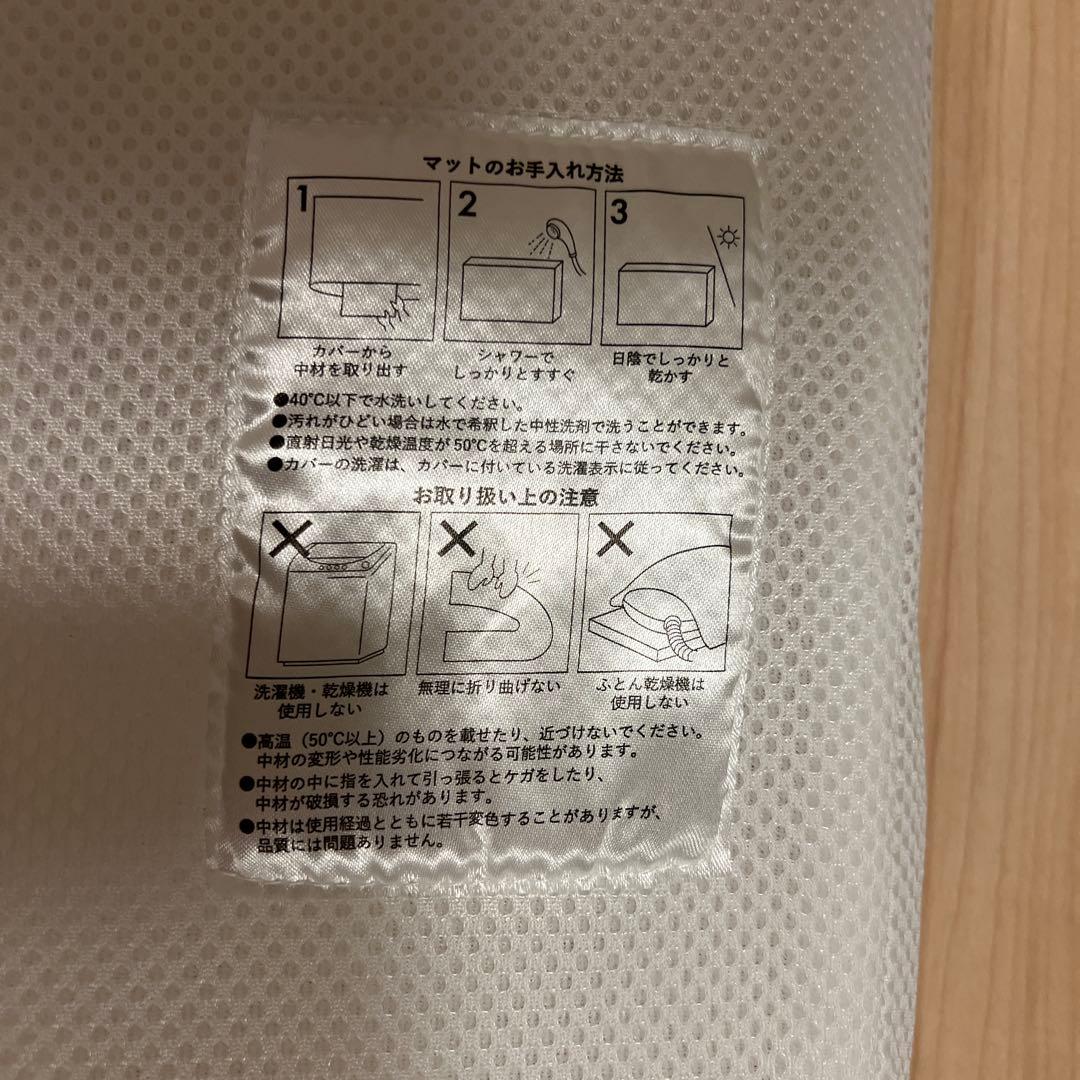 マットのお手入れ方法
1
2
3
カバーから
中材を取り出す
シャワーで
しっかりとすすぐ
日陰でしっかりと
乾かす
●40℃以下で水洗いしてください。
●汚れがひどい場合は水で希釈した中性洗剤で洗うことができます。
●直射日光や乾燥温度が50℃を超える場所に干さないでください。
●カバーの洗濯は、カバーに付いている洗濯表示に従ってください。
お取り扱い上の注意
洗濯機・乾燥機は
使用しない
無理に折り曲げない
ふとん乾燥機は
使用しない
●高温（50℃以上）のものを載せたり、近づけないでください。
中材の変形や性能劣化につながる可能性があります。
●中材の中に指を入れて引っ張るとケガをしたり、
中材が破損する恐れがあります。
●中材は使用経過とともに若干変色することがありますが、
品質には問題ありません。